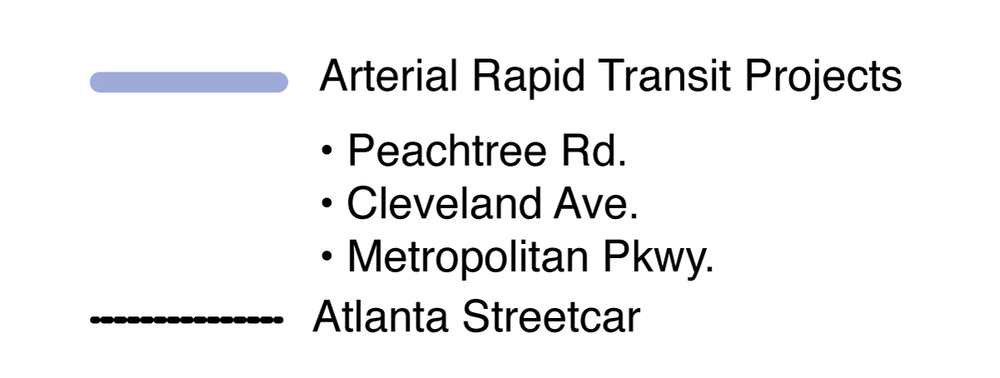 Arterial Rapid Transit Projects
• Peachtree Rd.
• Cleveland Ave.
• Metropolitan Pkwy.
Atlanta Streetcar